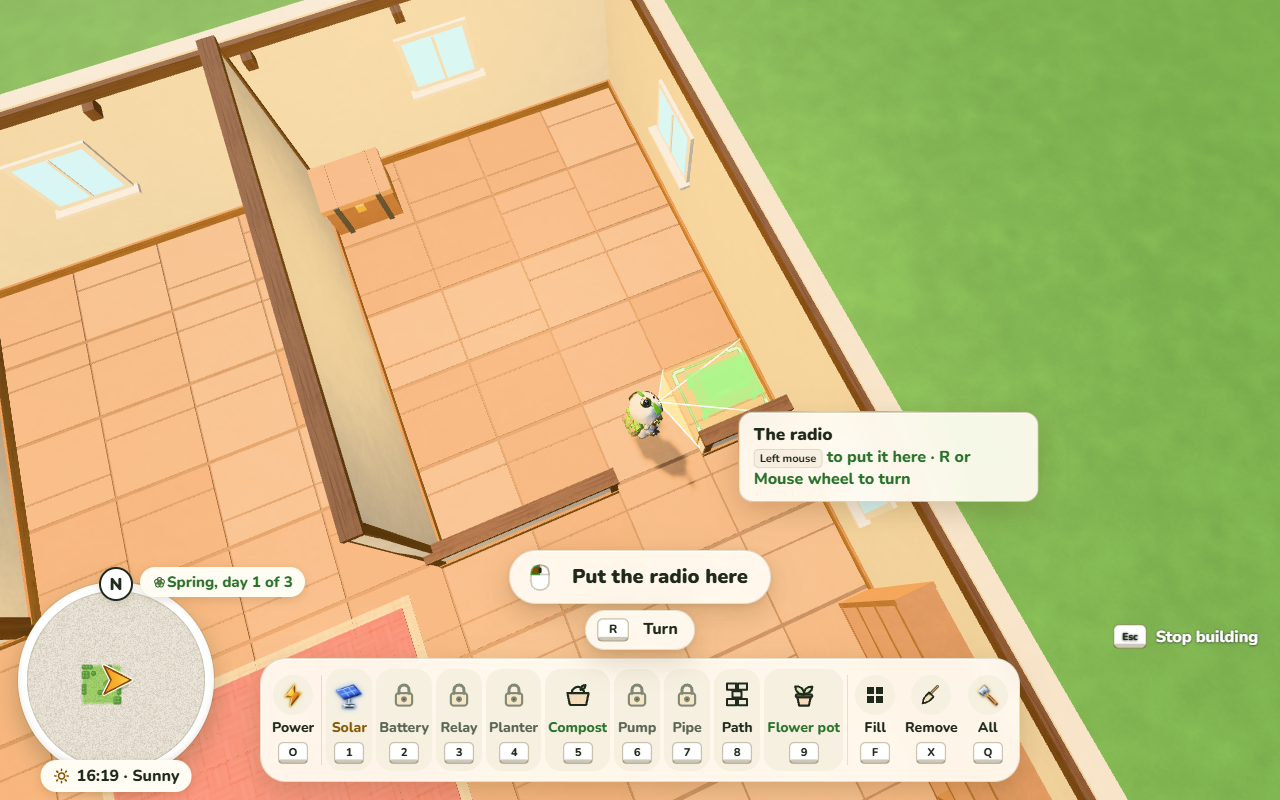 The radio
Left mouse to put it here · R or
Mouse wheel to turn
Put the radio here
R Turn
N
Spring, day 1 of 3
16:19 · Sunny
Esc Stop building
Power
Solar
Battery
Relay
Planter
Compost
Pump
Pipe
Path
Flower pot
Fill
Remove
All
O
1
2
3
4
5
6
7
8
9
F
X
Q